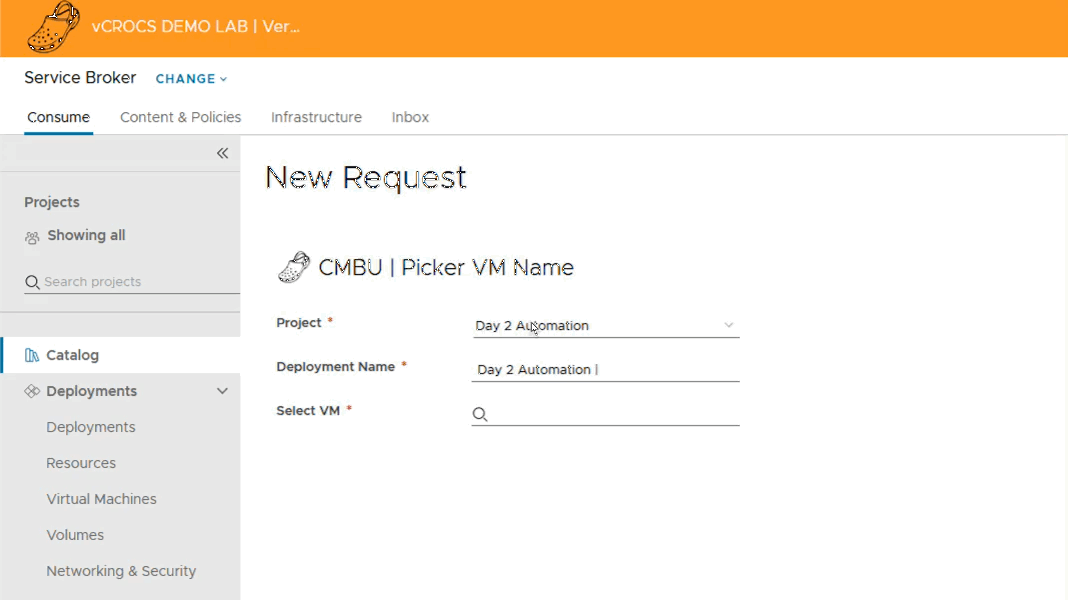 vCROCS DEMO LAB | Ver...
Service Broker CHANGE
Consume Content & Policies Infrastructure Inbox
Projects
Showing all
Search projects
Catalog
Deployments
Deployments
Resources
Virtual Machines
Volumes
Networking & Security
New Request
CMBU | Picker VM Name
Project * Day 2 Automation
Deployment Name * Day 2 Automation |
Select VM *